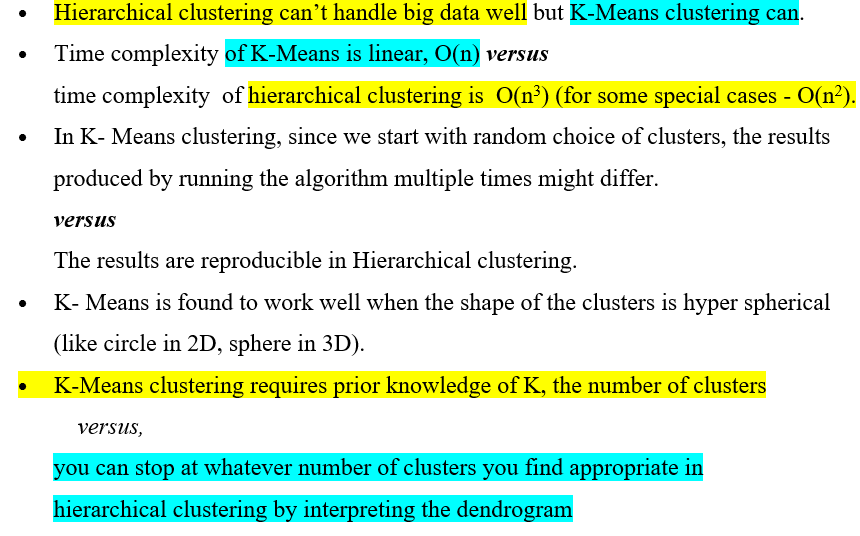 • Hierarchical clustering can’t handle big data well but K-Means clustering can.
• Time complexity of K-Means is linear, O(n) versus
time complexity of hierarchical clustering is O(n³) (for some special cases - O(n²).
• In K- Means clustering, since we start with random choice of clusters, the results
produced by running the algorithm multiple times might differ.
versus
The results are reproducible in Hierarchical clustering.
• K- Means is found to work well when the shape of the clusters is hyper spherical
(like circle in 2D, sphere in 3D).
• K-Means clustering requires prior knowledge of K, the number of clusters
versus,
you can stop at whatever number of clusters you find appropriate in
hierarchical clustering by interpreting the dendrogram